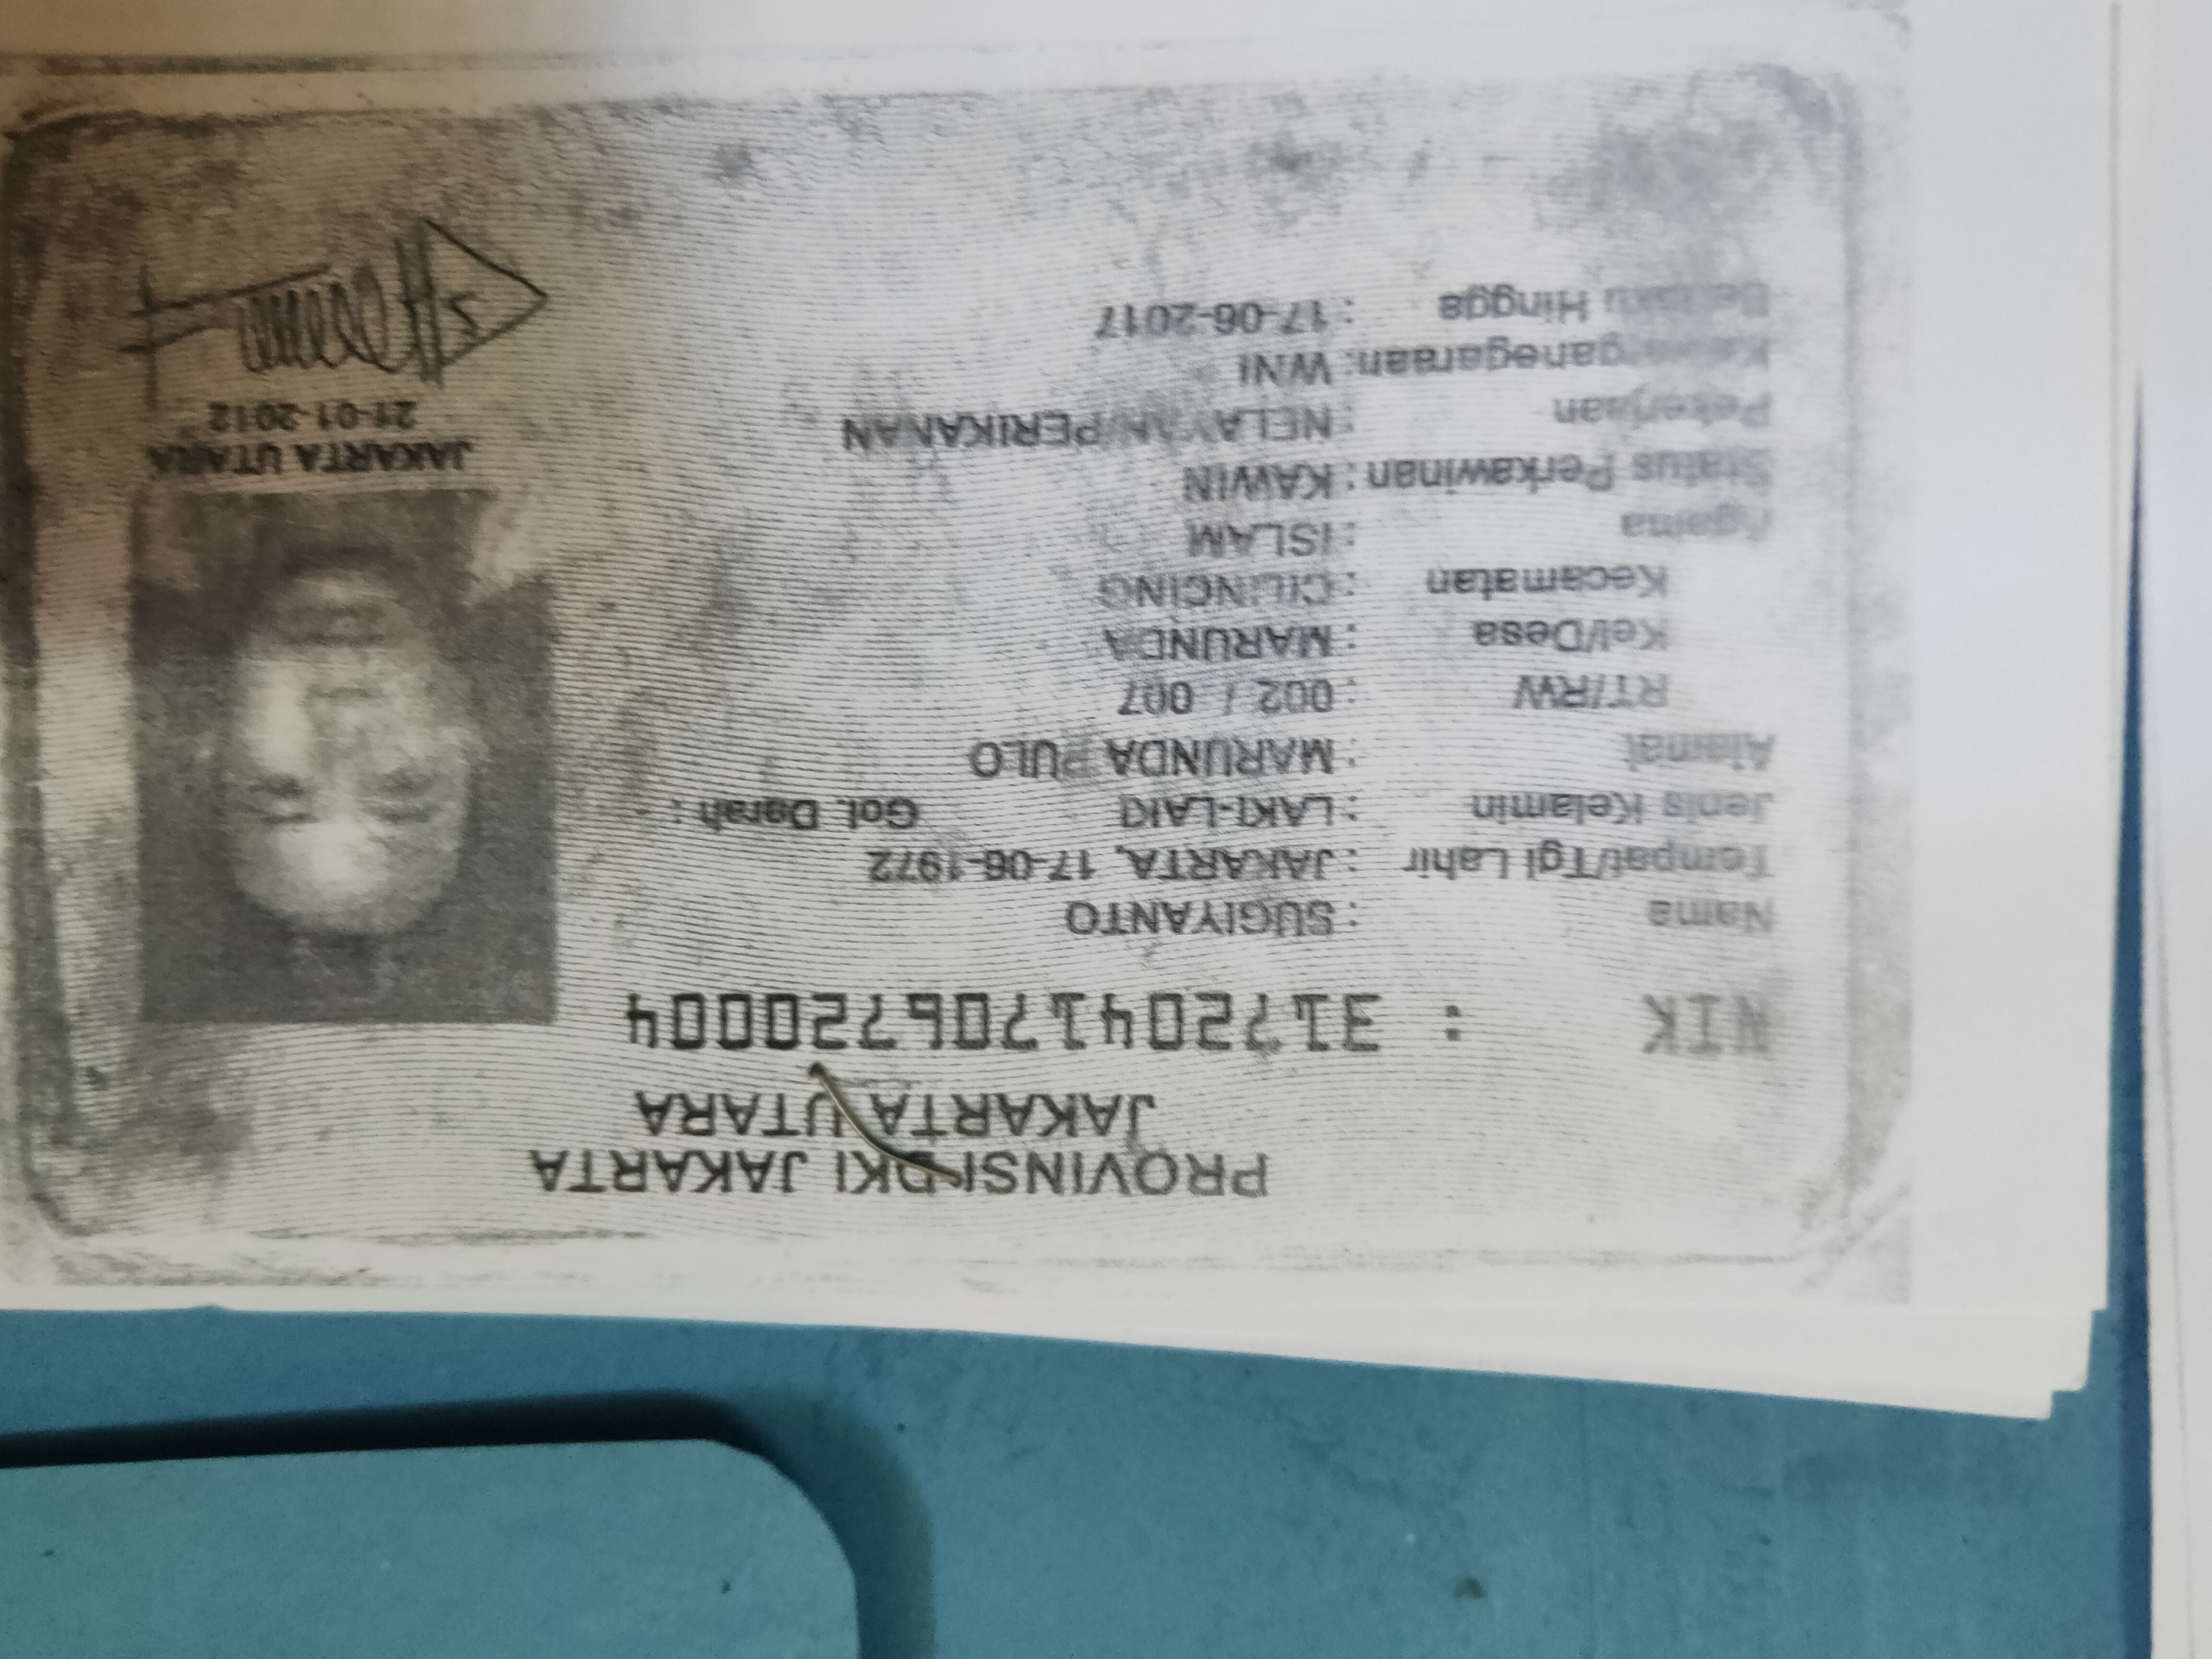 PROVINSI DKI JAKARTA
JAKARTA UTARA
NIK : 3172041706720004
Nama : SUGIYANTO
Tempat/Tgl Lahir : JAKARTA, 17-06-1972
Jenis Kelamin : LAKI-LAKI Gol. Darah : -
Alamat : MARUNDA PULO
RT/RW : 002 / 007
Kel/Desa : MARUNDA
Kecamatan : CILINCING
Agama : ISLAM
Status Perkawinan : KAWIN
Pekerjaan : NELAYAN/PERIKANAN
Kewarganegaraan : WNI
Berlaku Hingga : 17-06-2017
JAKARTA UTARA
21-01-2012